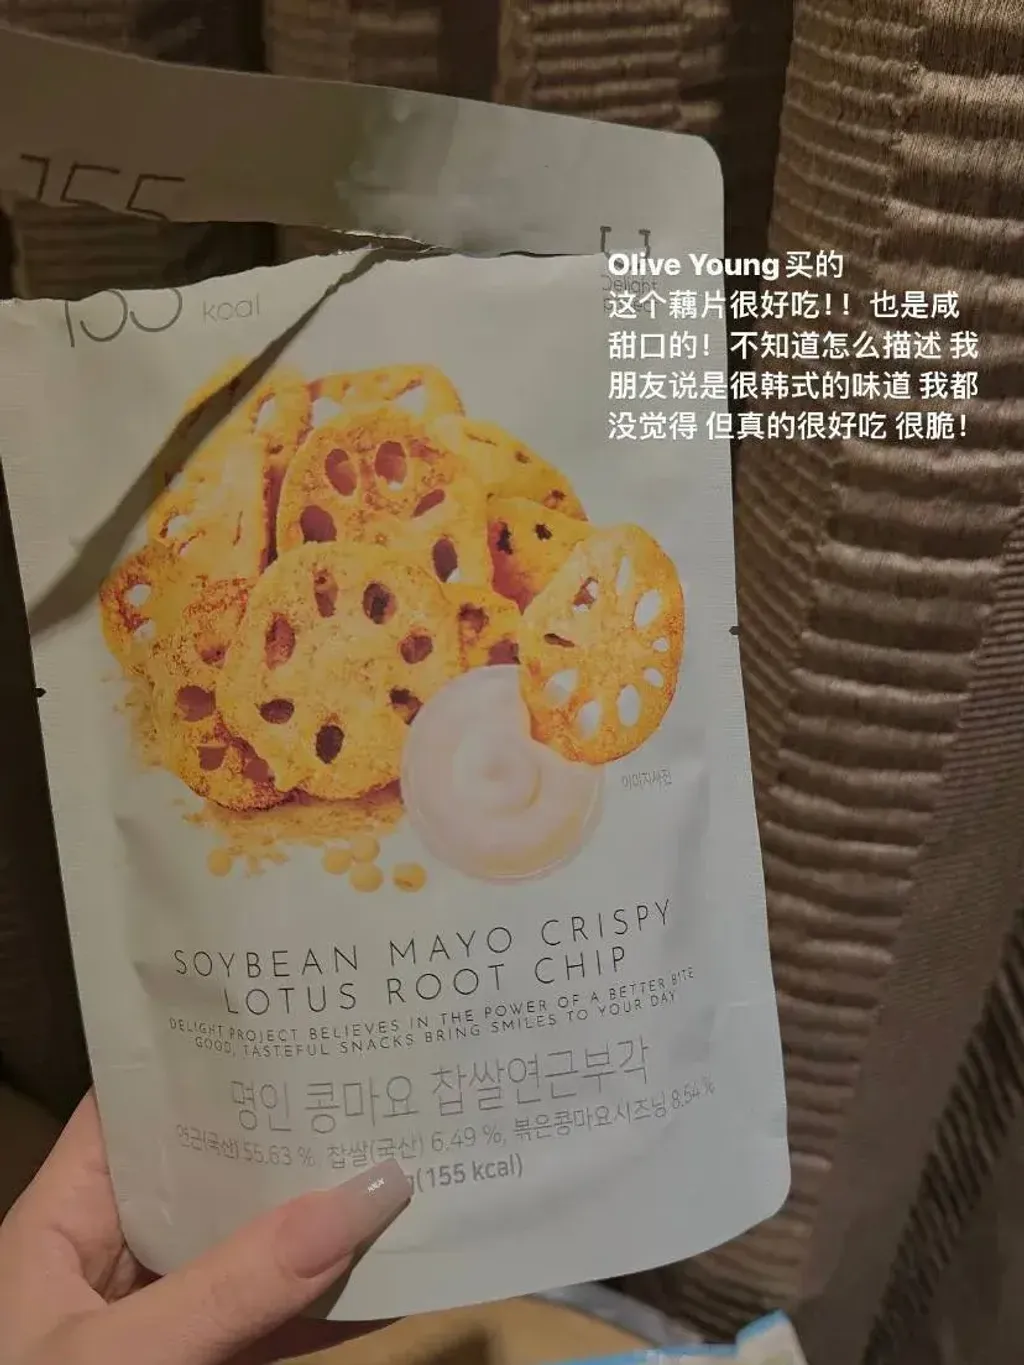 155
Olive Young买的
这个藕片很好吃！！也是咸
甜口的！不知道怎么描述 我
朋友说是很韩式的味道 我都
没觉得 但真的很好吃 很脆！
Delight
155 kcal
이미지사진
SOYBEAN MAYO CRISPY
LOTUS ROOT CHIP
DELIGHT PROJECT BELIEVES IN THE POWER OF A BETTER BITE
GOOD, TASTEFUL SNACKS BRING SMILES TO YOUR DAY
명인 콩마요 찹쌀연근부각
연근(국산) 55.63 %, 찹쌀(국산) 6.49 %, 볶은콩마요시즈닝 8.54 %
g(155 kcal)